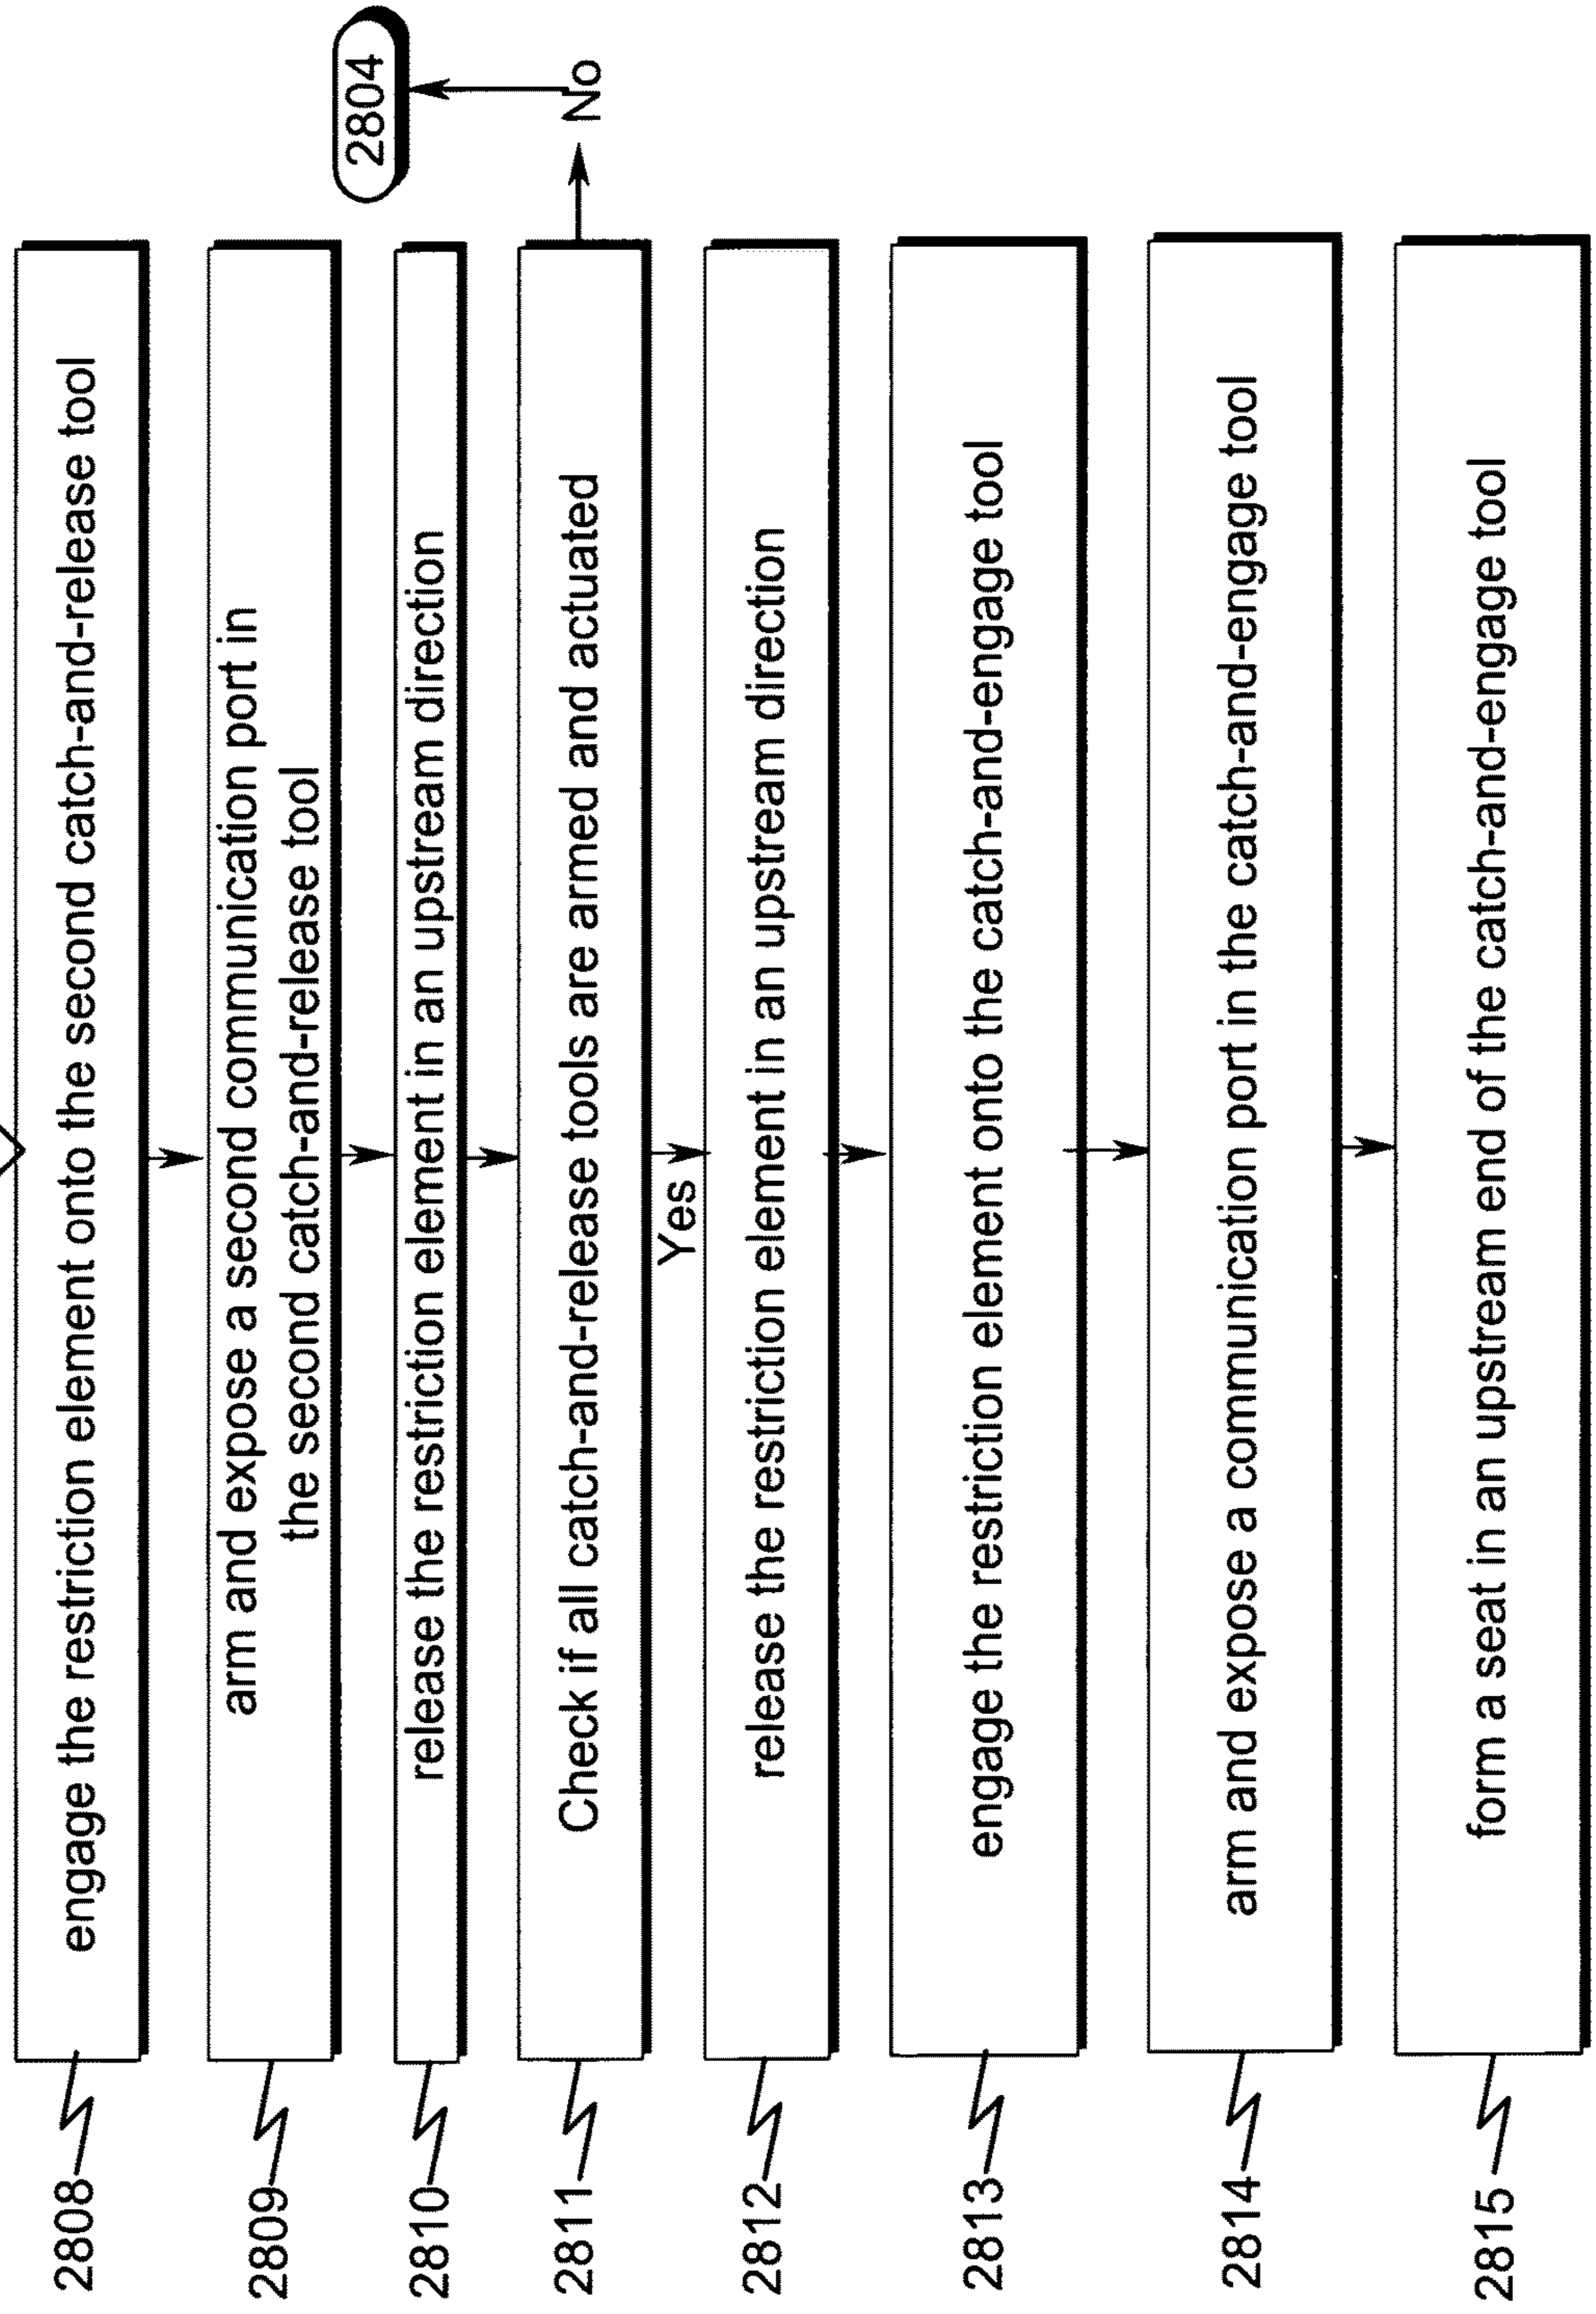 2808
engage the restriction element onto the second catch-and-release tool
2809
arm and expose a second communication port in
the second catch-and-release tool
2810
release the restriction element in an upstream direction
2811
Check if all catch-and-release tools are armed and actuated
No
2804
Yes
2812
release the restriction element in an upstream direction
2813
engage the restriction element onto the catch-and-engage tool
2814
arm and expose a communication port in the catch-and-engage tool
2815
form a seat in an upstream end of the catch-and-engage tool